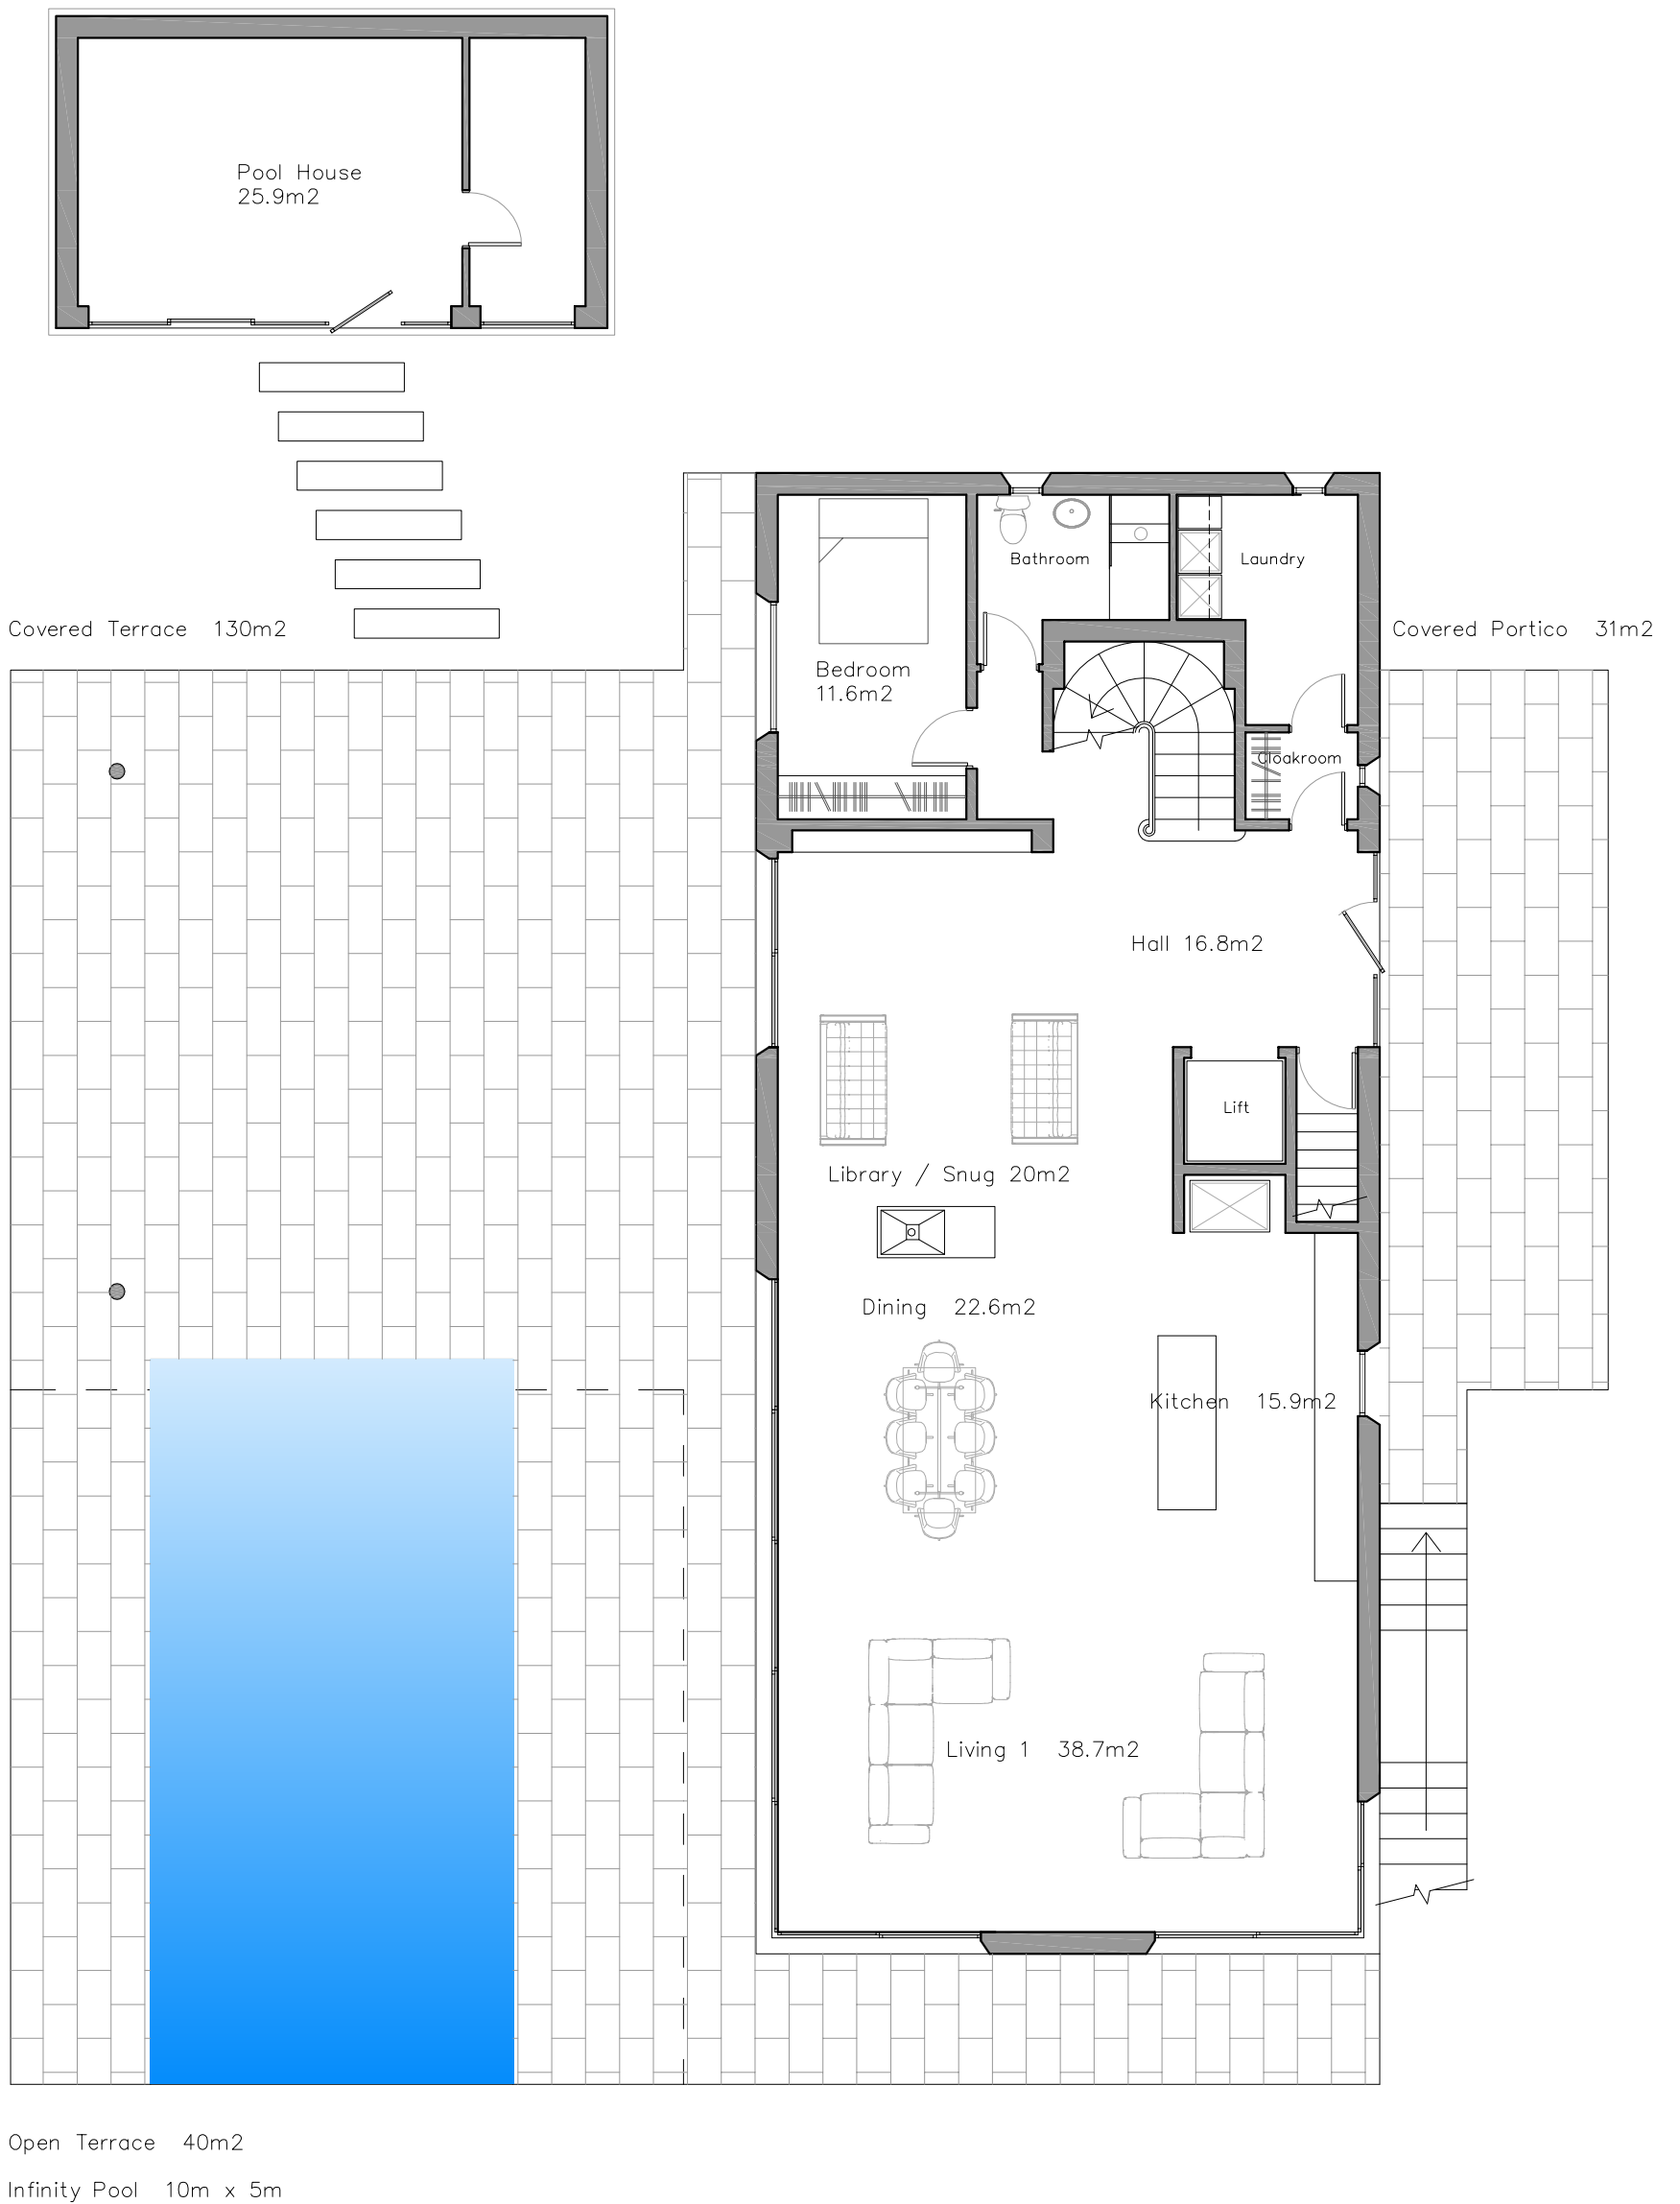 Pool House
25.9m2
Bathroom
Laundry
Covered Terrace 130m2
Covered Portico 31m2
Bedroom
11.6m2
Cloakroom
Hall 16.8m2
Lift
Library / Snug 20m2
Dining 22.6m2
Kitchen 15.9m2
Living 1 38.7m2
Open Terrace 40m2
Infinity Pool 10m x 5m